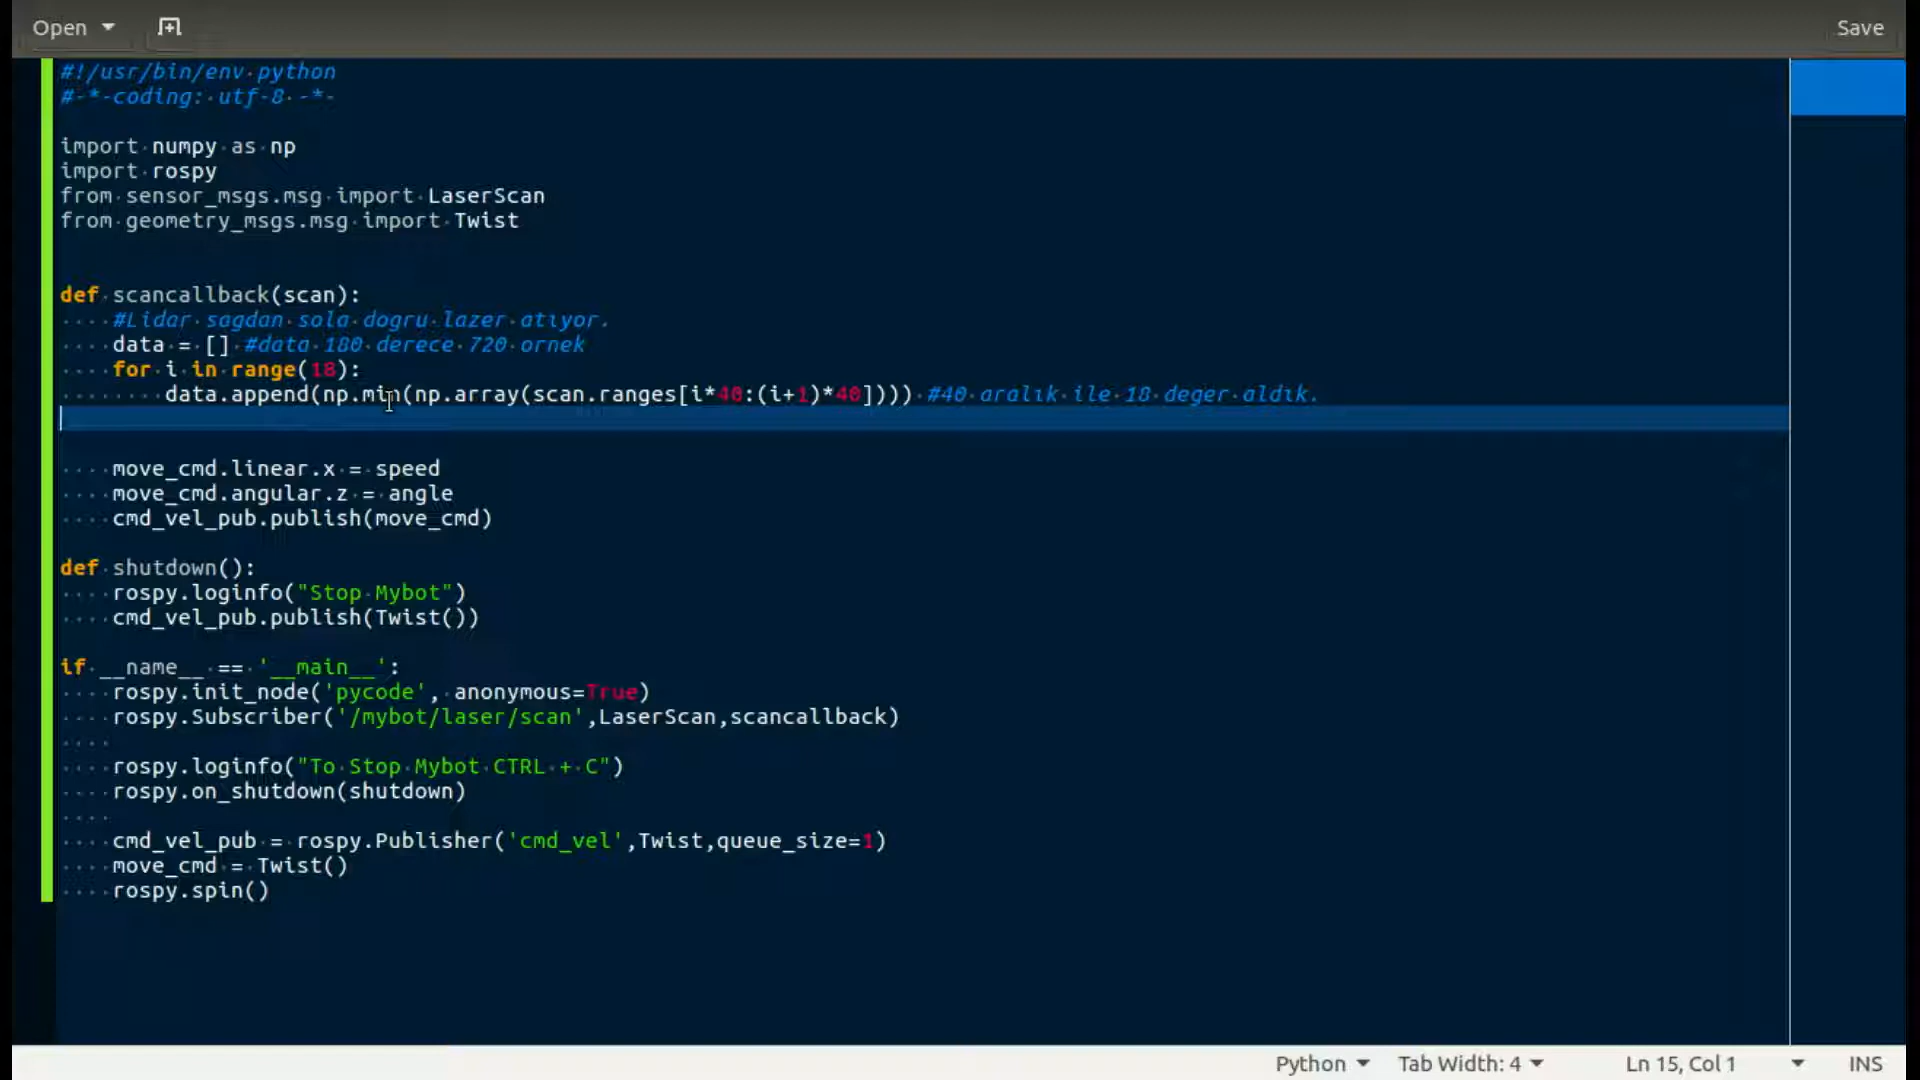 Open
Save
#!/usr/bin/env python
#-*-coding: utf-8 -*-
import numpy as np
import rospy
from sensor_msgs.msg import LaserScan
from geometry_msgs.msg import Twist
def scancallback(scan):
#Lidar sagdan sola dogru lazer atıyor.
data = [] #data 180 derece 720 ornek
for i in range(18):
data.append(np.min(np.array(scan.ranges[i*40:(i+1)*40]))) #40 aralık ile 18 deger aldık.
move_cmd.linear.x = speed
move_cmd.angular.z = angle
cmd_vel_pub.publish(move_cmd)
def shutdown():
rospy.loginfo("Stop Mybot")
cmd_vel_pub.publish(Twist())
if __name__ == '__main__':
rospy.init_node('pycode', anonymous=True)
rospy.Subscriber('/mybot/laser/scan',LaserScan,scancallback)
rospy.loginfo("To Stop Mybot CTRL + C")
rospy.on_shutdown(shutdown)
cmd_vel_pub = rospy.Publisher('cmd_vel',Twist,queue_size=1)
move_cmd = Twist()
rospy.spin()
Python Tab Width: 4 Ln 15, Col 1 INS